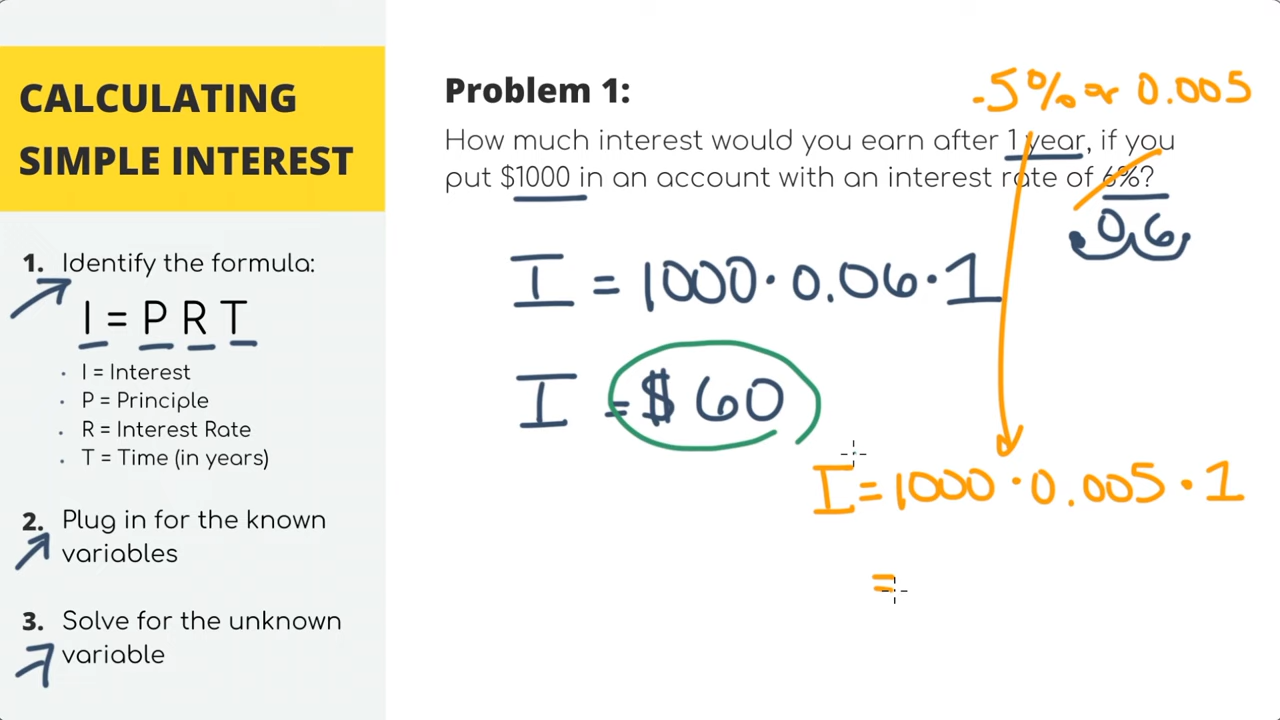 CALCULATING
SIMPLE INTEREST
1. Identify the formula:
I = P R T
• I = Interest
• P = Principle
• R = Interest Rate
• T = Time (in years)
2. Plug in for the known
variables
3. Solve for the unknown
variable
.5% or 0.005
Problem 1:
How much interest would you earn after 1 year, if you
put $1000 in an account with an interest rate of 6%?
06
I = 1000 · 0.06 · 1
I = $ 60
I = 1000 · 0.005 · 1
=